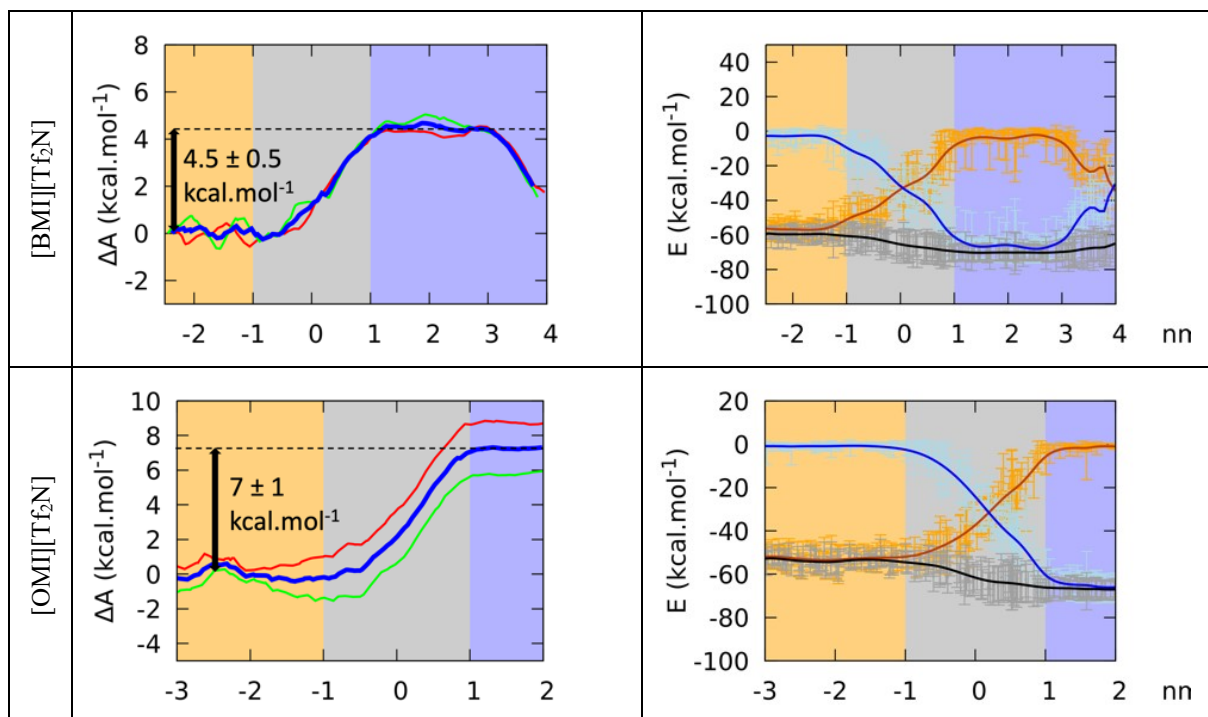 [BMI][Tf₂N]
ΔA (kcal.mol⁻¹)
8
6
4
2
0
-2
4.5 ± 0.5
kcal.mol⁻¹
-2 -1 0 1 2 3 4
E (kcal.mol⁻¹)
40
20
0
-20
-40
-60
-80
-100
-2 -1 0 1 2 3 4 nn
[OMI][Tf₂N]
ΔA (kcal.mol⁻¹)
10
8
6
4
2
0
-2
-4
7 ± 1
kcal.mol⁻¹
-3 -2 -1 0 1 2
E (kcal.mol⁻¹)
20
0
-20
-40
-60
-80
-100
-3 -2 -1 0 1 2 nn